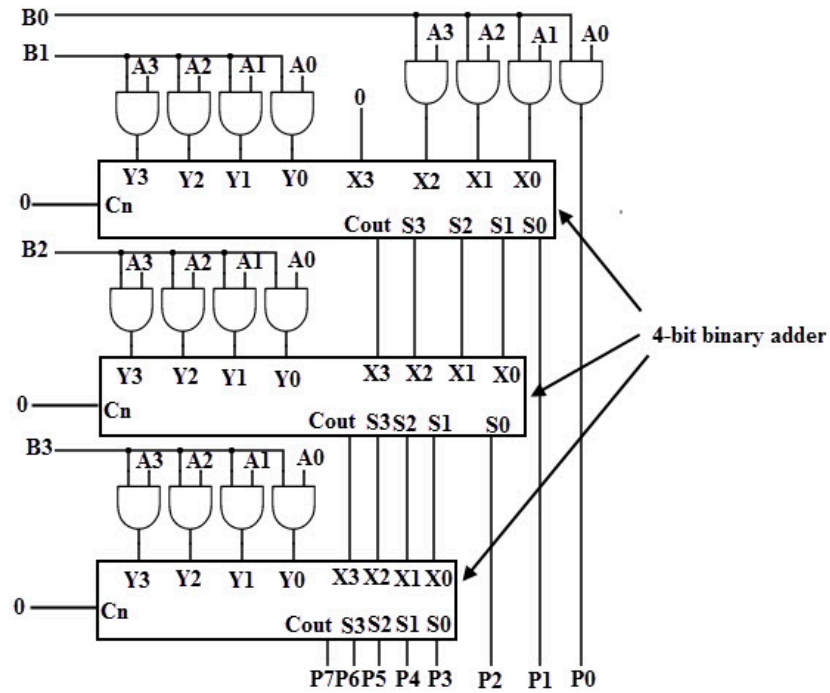 B0
A3 A2 A1 A0
B1
A3 A2 A1 A0
0
Y3 Y2 Y1 Y0 X3 X2 X1 X0
0 Cn
Cout S3 S2 S1 S0
B2
A3 A2 A1 A0
4-bit binary adder
Y3 Y2 Y1 Y0 X3 X2 X1 X0
0 Cn
Cout S3 S2 S1 S0
B3
A3 A2 A1 A0
Y3 Y2 Y1 Y0 X3 X2 X1 X0
0 Cn
Cout S3 S2 S1 S0
P7 P6 P5 P4 P3 P2 P1 P0